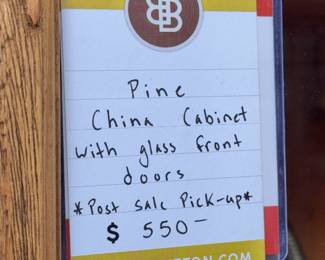 Pine
China Cabinet
with glass front
doors
*Post Sale Pick-up*
$ 550-